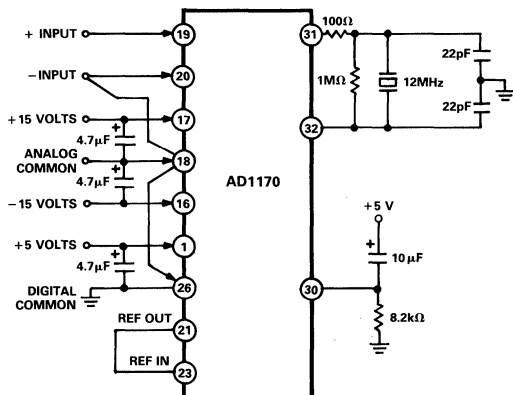 + INPUT
19
– INPUT
20
+15 VOLTS
17
4.7μF
+
ANALOG
COMMON
18
+
4.7μF
–15 VOLTS
16
+5 VOLTS
1
+
4.7μF
DIGITAL
COMMON
26
REF OUT
21
REF IN
23
AD1170
31
100Ω
1MΩ
12MHz
22pF
22pF
32
+5 V
+
10μF
30
8.2kΩ